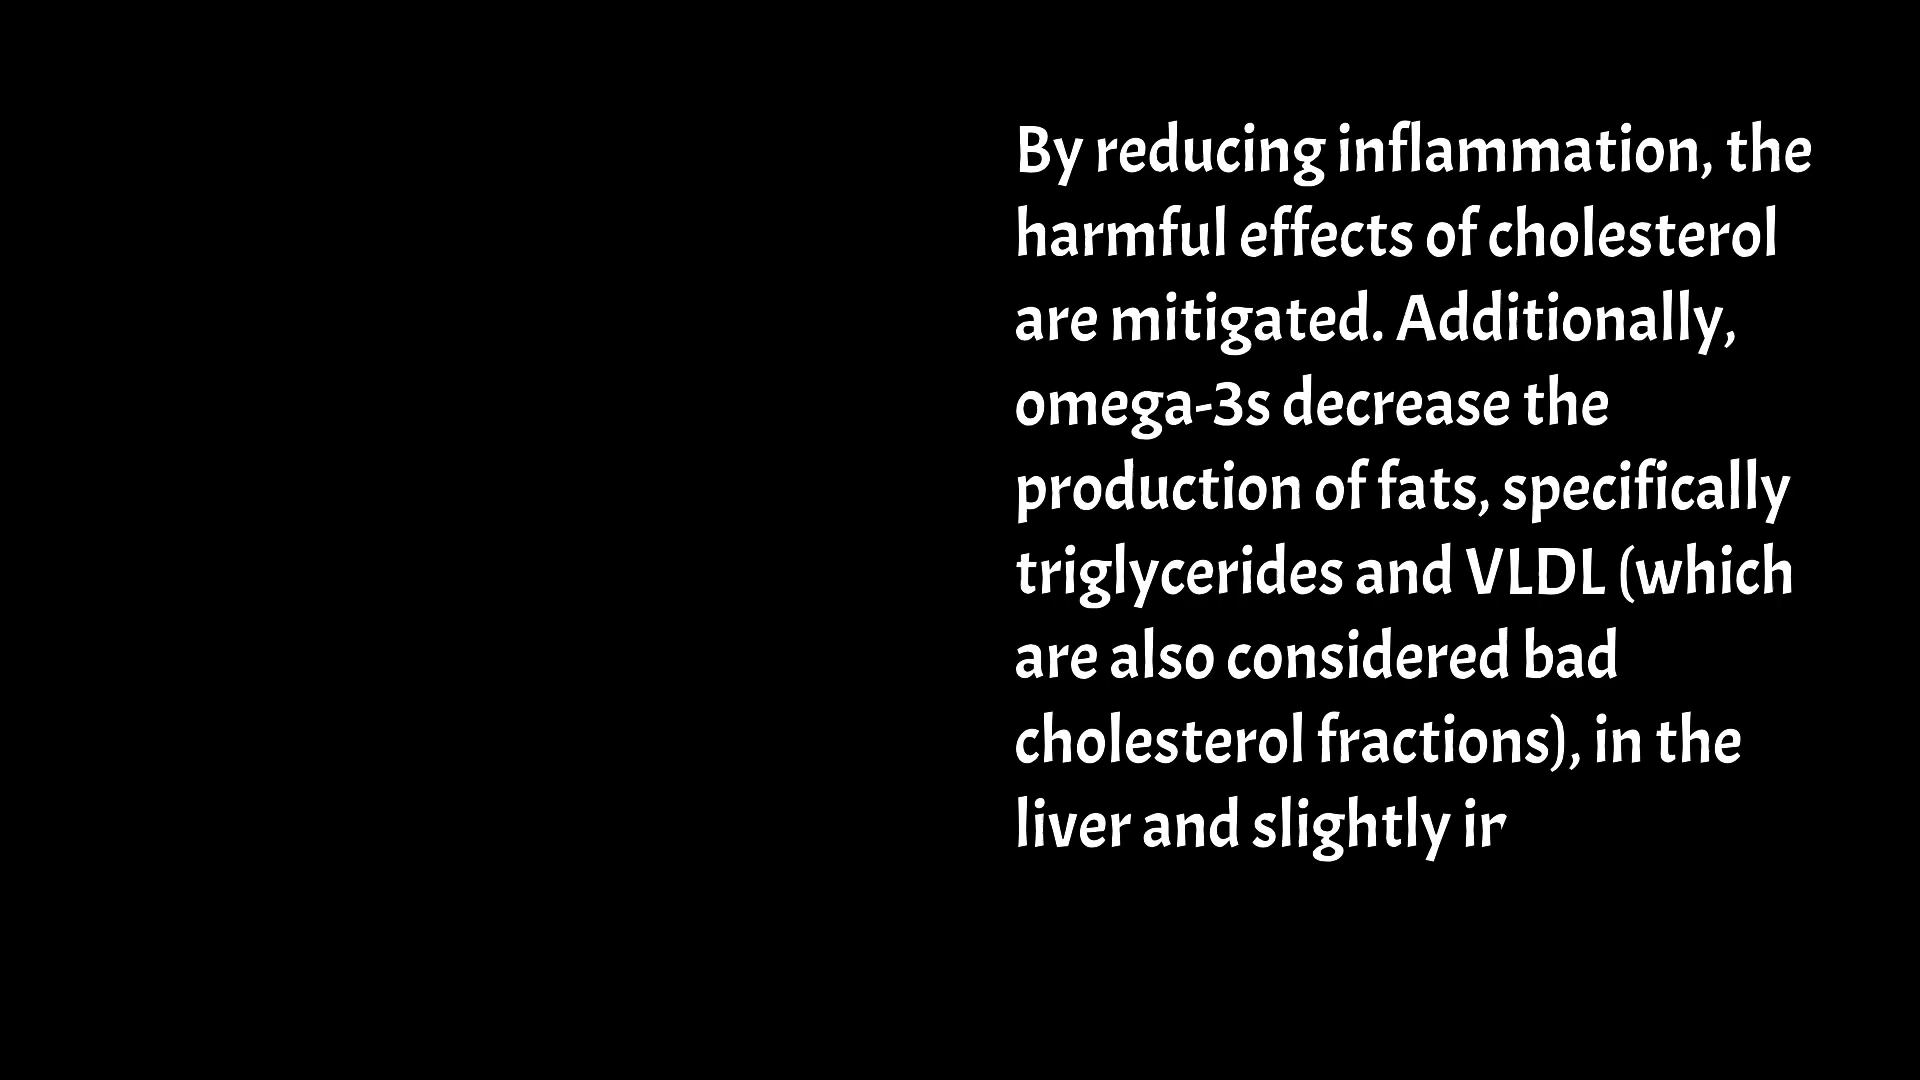 By reducing inflammation, the
harmful effects of cholesterol
are mitigated. Additionally,
omega-3s decrease the
production of fats, specifically
triglycerides and VLDL (which
are also considered bad
cholesterol fractions), in the
liver and slightly